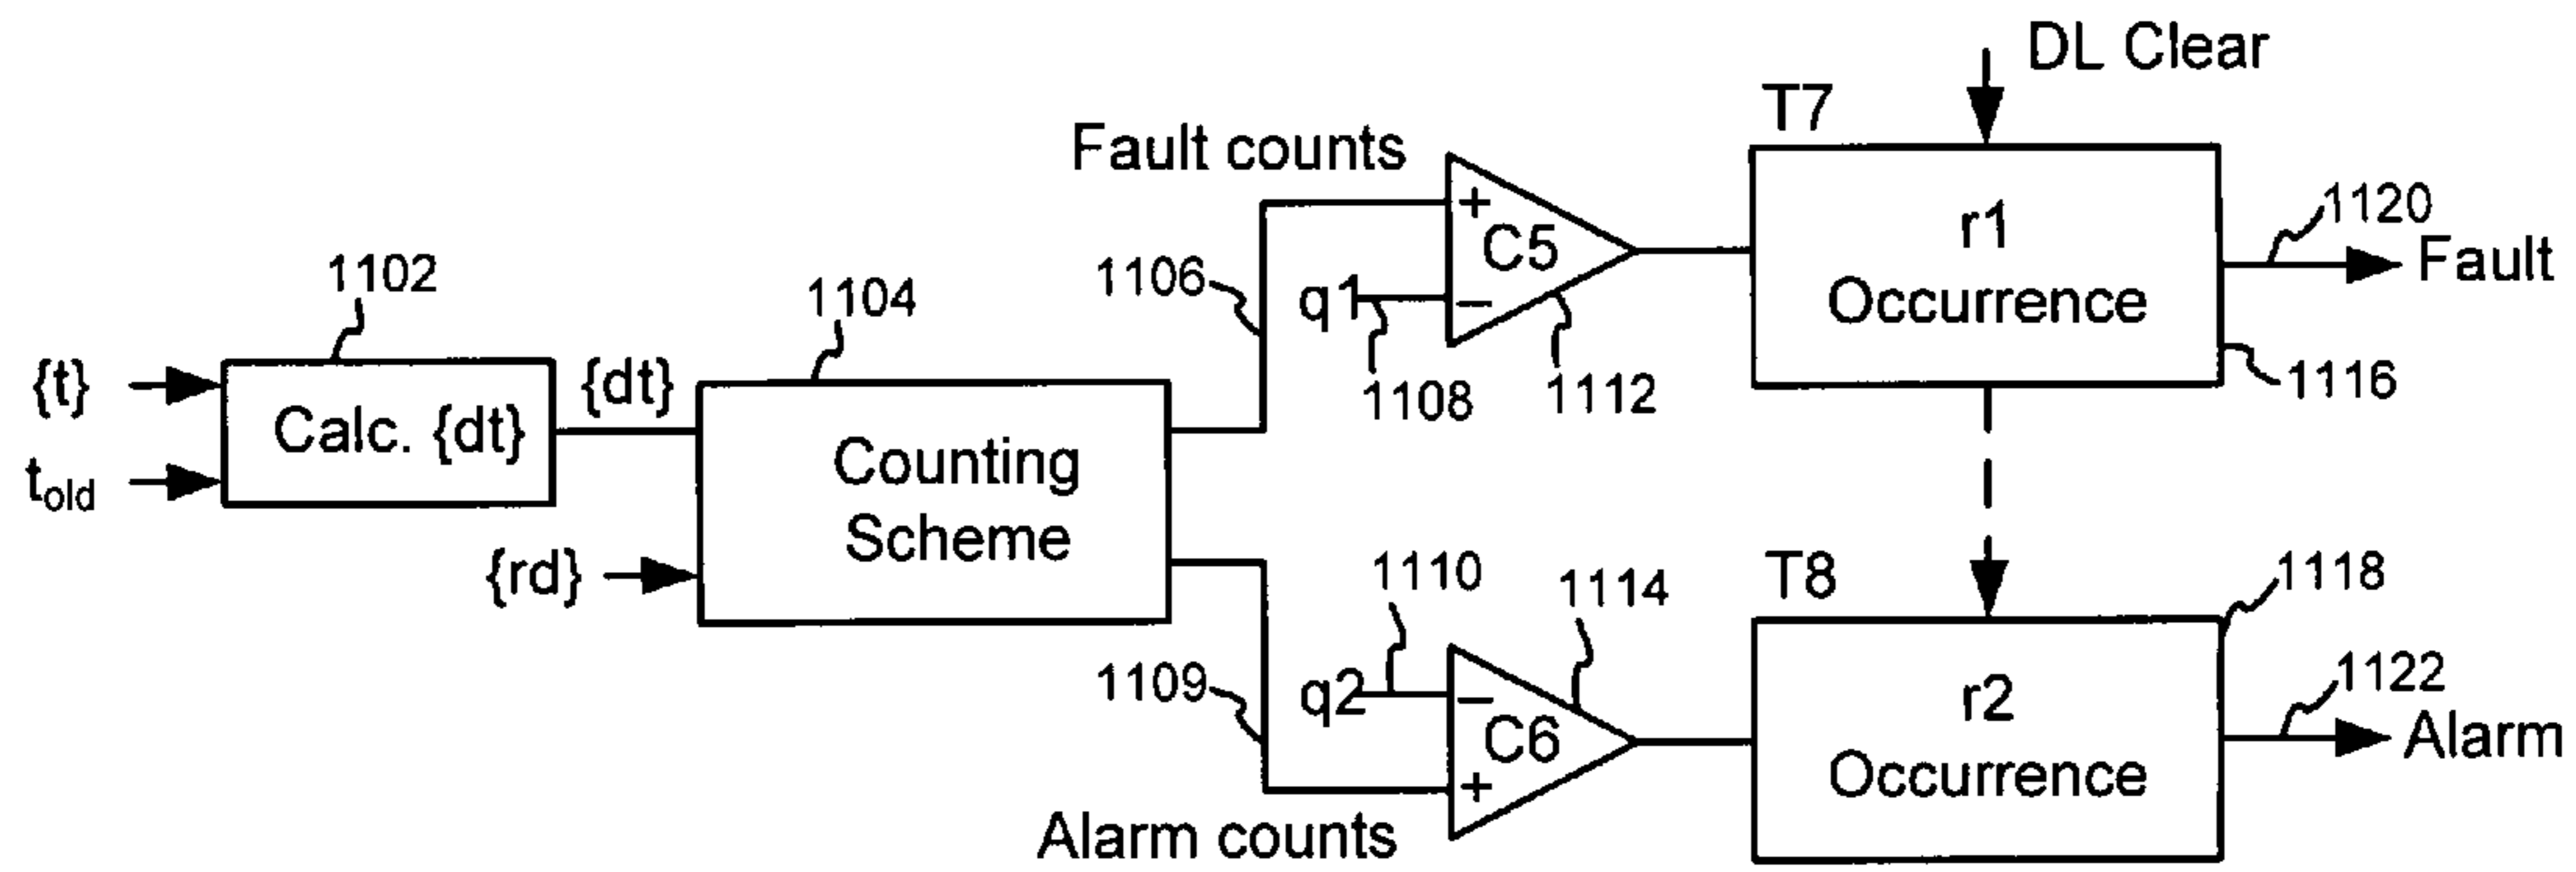 DL Clear
T7
Fault counts
r1
Occurrence
1120
Fault
1116
C5
+
−
q1
1106
1108
1112
1102
1104
{t}
t_old
Calc. {dt}
{dt}
Counting
Scheme
{rd}
1110
1114
T8
1118
1109
q2
−
C6
+
r2
Occurrence
1122
Alarm
Alarm counts